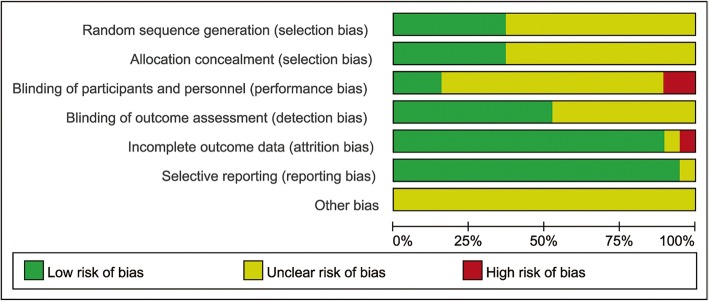 Random sequence generation (selection bias)
Allocation concealment (selection bias)
Blinding of participants and personnel (performance bias)
Blinding of outcome assessment (detection bias)
Incomplete outcome data (attrition bias)
Selective reporting (reporting bias)
Other bias
0% 25% 50% 75% 100%
Low risk of bias Unclear risk of bias High risk of bias